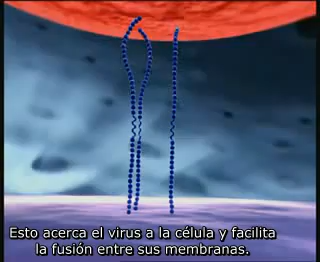 Esto acerca el virus a la célula y facilita
la fusión entre sus membranas.